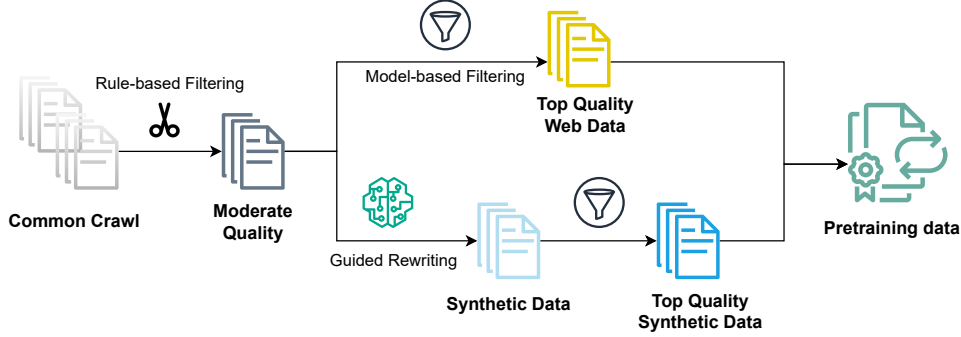 Rule-based Filtering
Model-based Filtering
Top Quality
Web Data
Common Crawl
Moderate
Quality
Guided Rewriting
Synthetic Data
Top Quality
Synthetic Data
Pretraining data